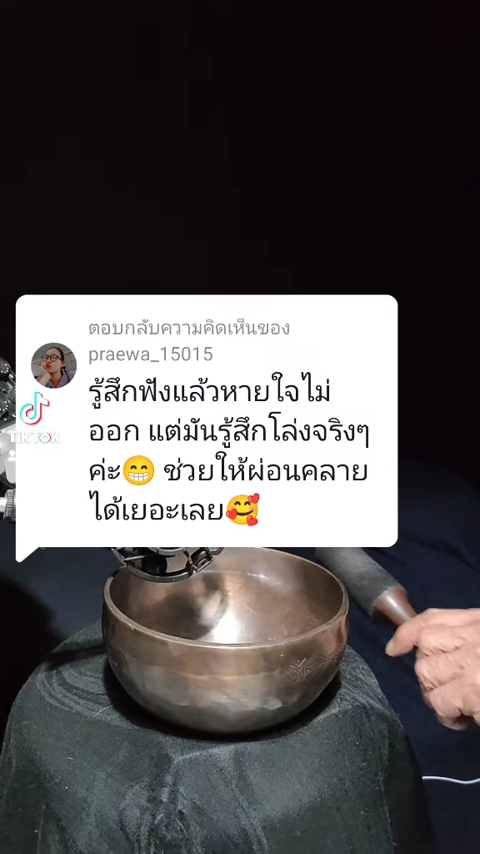 ตอบกลับความคิดเห็นของ
praewa_15015
รู้สึกฟังแล้วหายใจไม่
ออก แต่มันรู้สึกโล่งจริงๆ
ค่ะ😁 ช่วยให้ผ่อนคลาย
ได้เยอะเลย🥰
TikTok